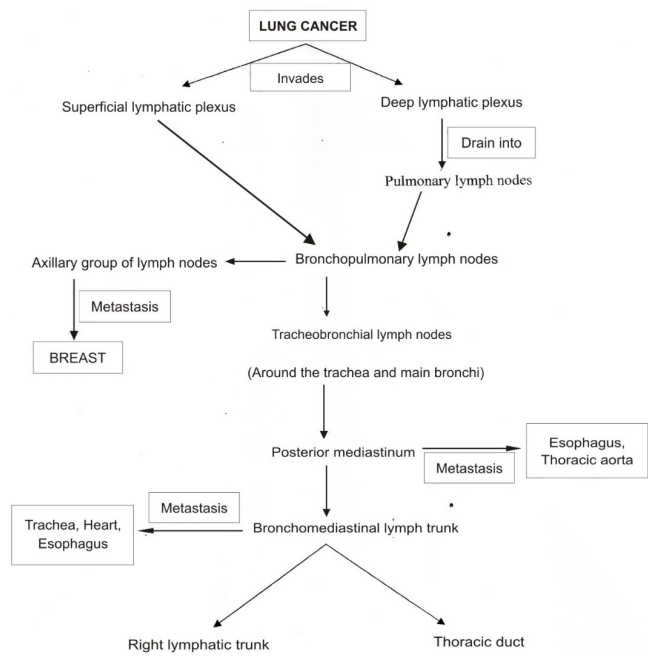 LUNG CANCER
Invades
Superficial lymphatic plexus
Deep lymphatic plexus
Drain into
Pulmonary lymph nodes
Axillary group of lymph nodes
Bronchopulmonary lymph nodes
Metastasis
Tracheobronchial lymph nodes
BREAST
(Around the trachea and main bronchi)
Posterior mediastinum
Metastasis
Esophagus,
Thoracic aorta
Metastasis
Trachea, Heart,
Esophagus
Bronchomediastinal lymph trunk
Right lymphatic trunk
Thoracic duct